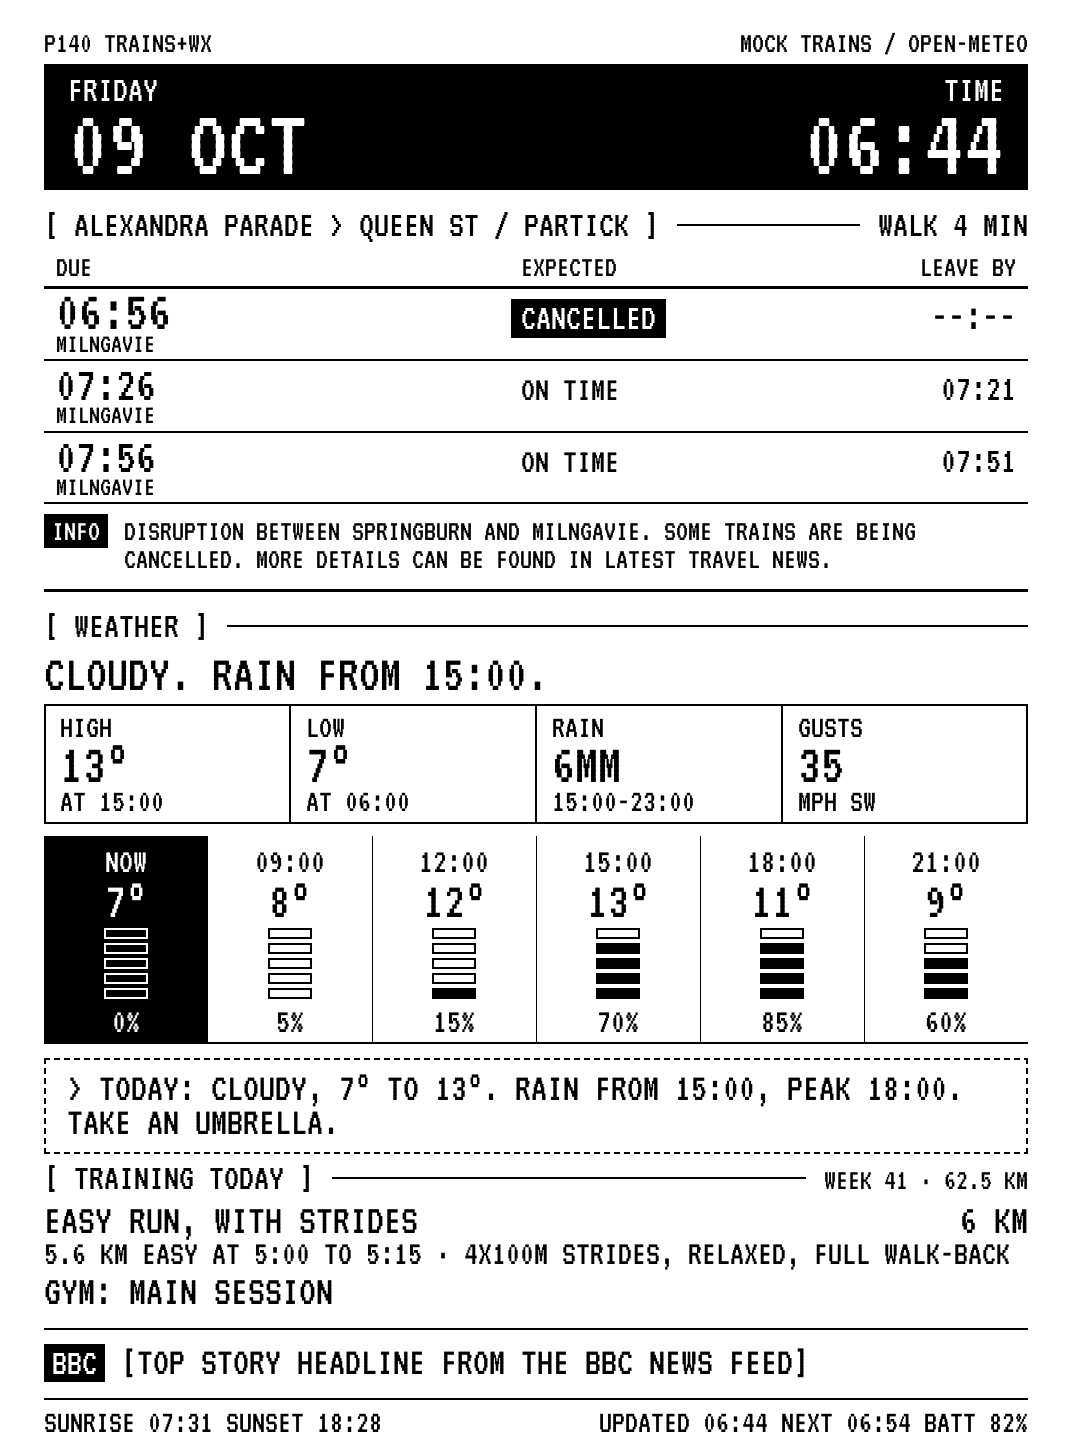 P140 TRAINS+WX MOCK TRAINS / OPEN-METEO
FRIDAY TIME
09 OCT 06:44
[ ALEXANDRA PARADE > QUEEN ST / PARTICK ] WALK 4 MIN
DUE EXPECTED LEAVE BY
06:56 CANCELLED --:--
MILNGAVIE
07:26 ON TIME 07:21
MILNGAVIE
07:56 ON TIME 07:51
MILNGAVIE
INFO DISRUPTION BETWEEN SPRINGBURN AND MILNGAVIE. SOME TRAINS ARE BEING
CANCELLED. MORE DETAILS CAN BE FOUND IN LATEST TRAVEL NEWS.
[ WEATHER ]
CLOUDY. RAIN FROM 15:00.
HIGH LOW RAIN GUSTS
13° 7° 6MM 35
AT 15:00 AT 06:00 15:00-23:00 MPH SW
NOW 09:00 12:00 15:00 18:00 21:00
7° 8° 12° 13° 11° 9°
0% 5% 15% 70% 85% 60%
> TODAY: CLOUDY, 7° TO 13°. RAIN FROM 15:00, PEAK 18:00.
TAKE AN UMBRELLA.
[ TRAINING TODAY ] WEEK 41 · 62.5 KM
EASY RUN, WITH STRIDES 6 KM
5.6 KM EASY AT 5:00 TO 5:15 · 4X100M STRIDES, RELAXED, FULL WALK-BACK
GYM: MAIN SESSION
BBC [TOP STORY HEADLINE FROM THE BBC NEWS FEED]
SUNRISE 07:31 SUNSET 18:28 UPDATED 06:44 NEXT 06:54 BATT 82%